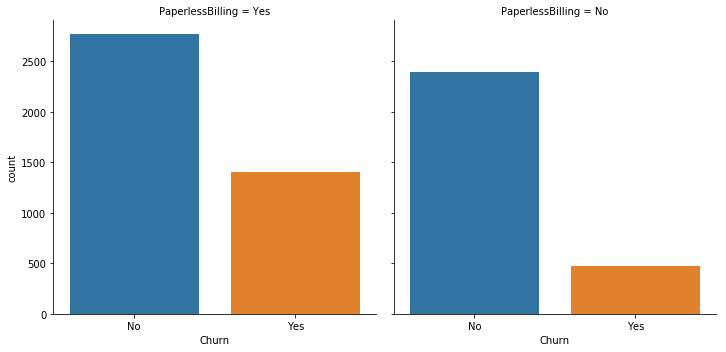 PaperlessBilling = Yes
PaperlessBilling = No
count
2500
2000
1500
1000
500
0
No
Yes
No
Yes
Churn
Churn